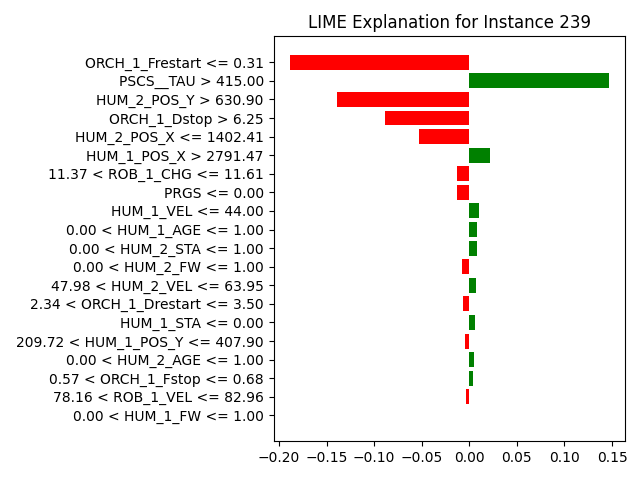 LIME Explanation for Instance 239
ORCH_1_Frestart <= 0.31
PSCS__TAU > 415.00
HUM_2_POS_Y > 630.90
ORCH_1_Dstop > 6.25
HUM_2_POS_X <= 1402.41
HUM_1_POS_X > 2791.47
11.37 < ROB_1_CHG <= 11.61
PRGS <= 0.00
HUM_1_VEL <= 44.00
0.00 < HUM_1_AGE <= 1.00
0.00 < HUM_2_STA <= 1.00
0.00 < HUM_2_FW <= 1.00
47.98 < HUM_2_VEL <= 63.95
2.34 < ORCH_1_Drestart <= 3.50
HUM_1_STA <= 0.00
209.72 < HUM_1_POS_Y <= 407.90
0.00 < HUM_2_AGE <= 1.00
0.57 < ORCH_1_Fstop <= 0.68
78.16 < ROB_1_VEL <= 82.96
0.00 < HUM_1_FW <= 1.00
−0.20 −0.15 −0.10 −0.05 0.00 0.05 0.10 0.15